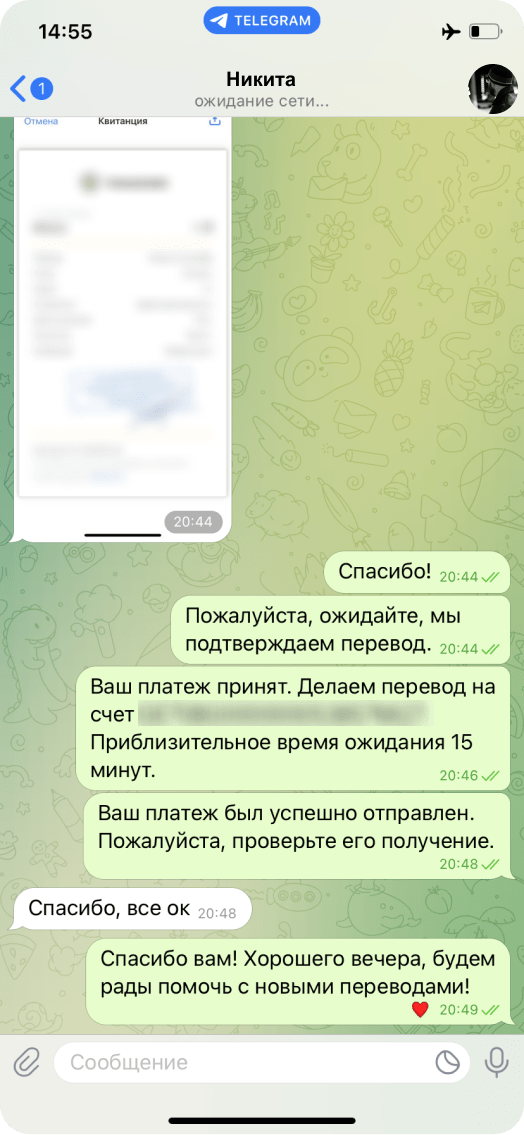 14:55
TELEGRAM
1
Никита
ожидание сети...
Отмена
Квитанция
20:44
Спасибо! 20:44
Пожалуйста, ожидайте, мы
подтверждаем перевод. 20:44
Ваш платеж принят. Делаем перевод на
счет
Приблизительное время ожидания 15
минут. 20:46
Ваш платеж был успешно отправлен.
Пожалуйста, проверьте его получение.
20:48
Спасибо, все ок 20:48
Спасибо вам! Хорошего вечера, будем
рады помочь с новыми переводами!
20:49
Сообщение